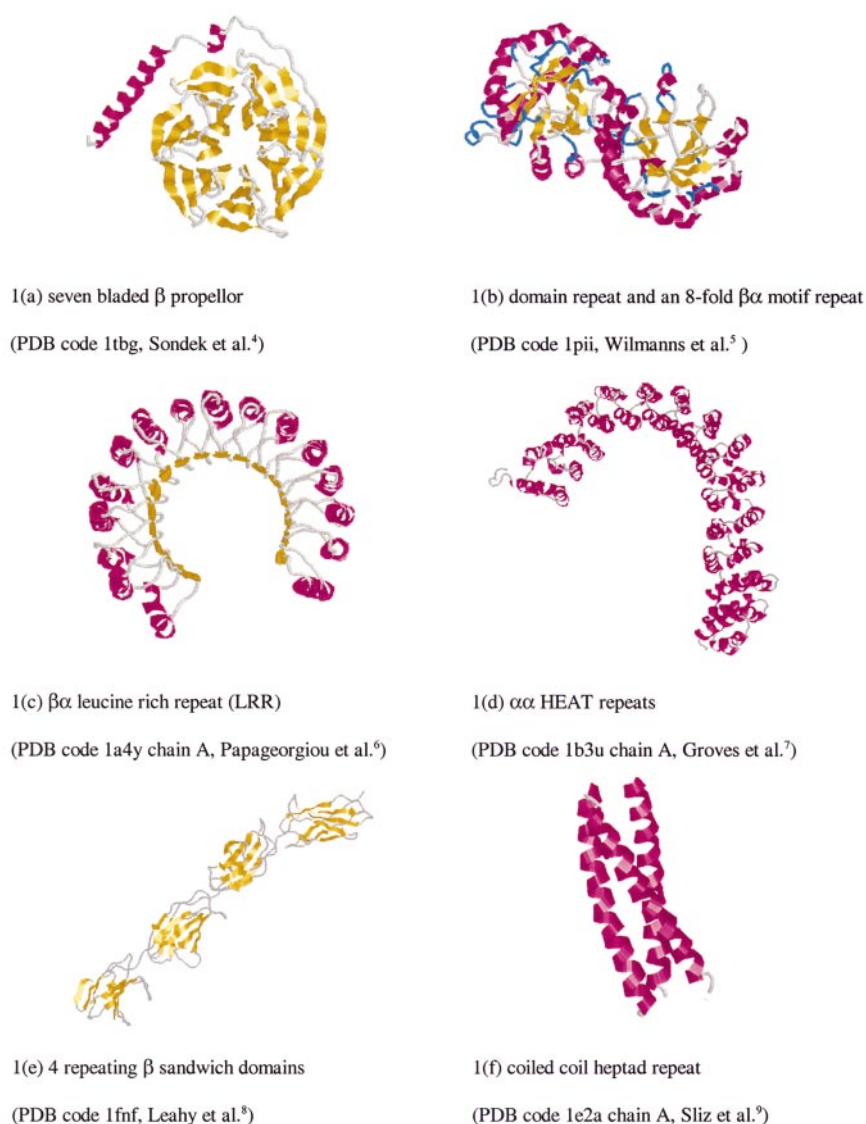 1(a) seven bladed β propellor
(PDB code 1tbg, Sondek et al.⁴)
1(b) domain repeat and an 8-fold βα motif repeat
(PDB code 1pii, Wilmanns et al.⁵ )
1(c) βα leucine rich repeat (LRR)
(PDB code 1a4y chain A, Papageorgiou et al.⁶)
1(d) αα HEAT repeats
(PDB code 1b3u chain A, Groves et al.⁷)
1(e) 4 repeating β sandwich domains
(PDB code 1fnf, Leahy et al.⁸)
1(f) coiled coil heptad repeat
(PDB code 1e2a chain A, Sliz et al.⁹)